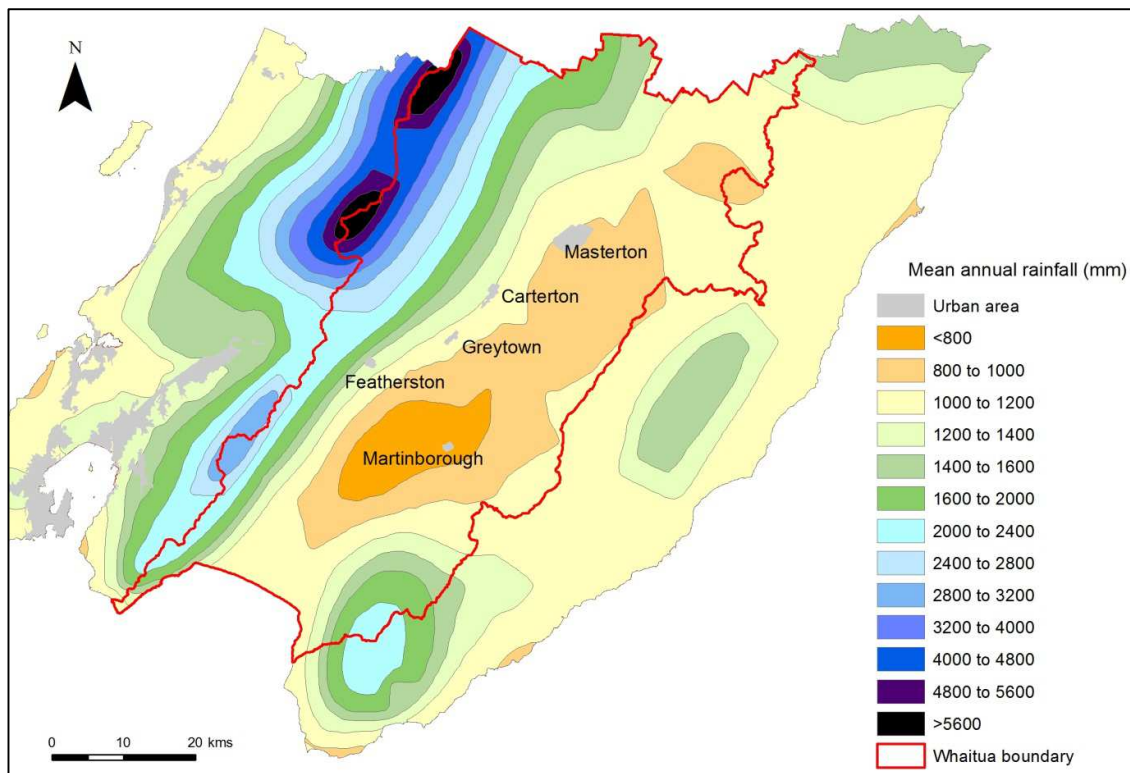 N
Masterton
Carterton
Greytown
Featherston
Martinborough
0 10 20 kms
Mean annual rainfall (mm)
Urban area
<800
800 to 1000
1000 to 1200
1200 to 1400
1400 to 1600
1600 to 2000
2000 to 2400
2400 to 2800
2800 to 3200
3200 to 4000
4000 to 4800
4800 to 5600
>5600
Whaitua boundary